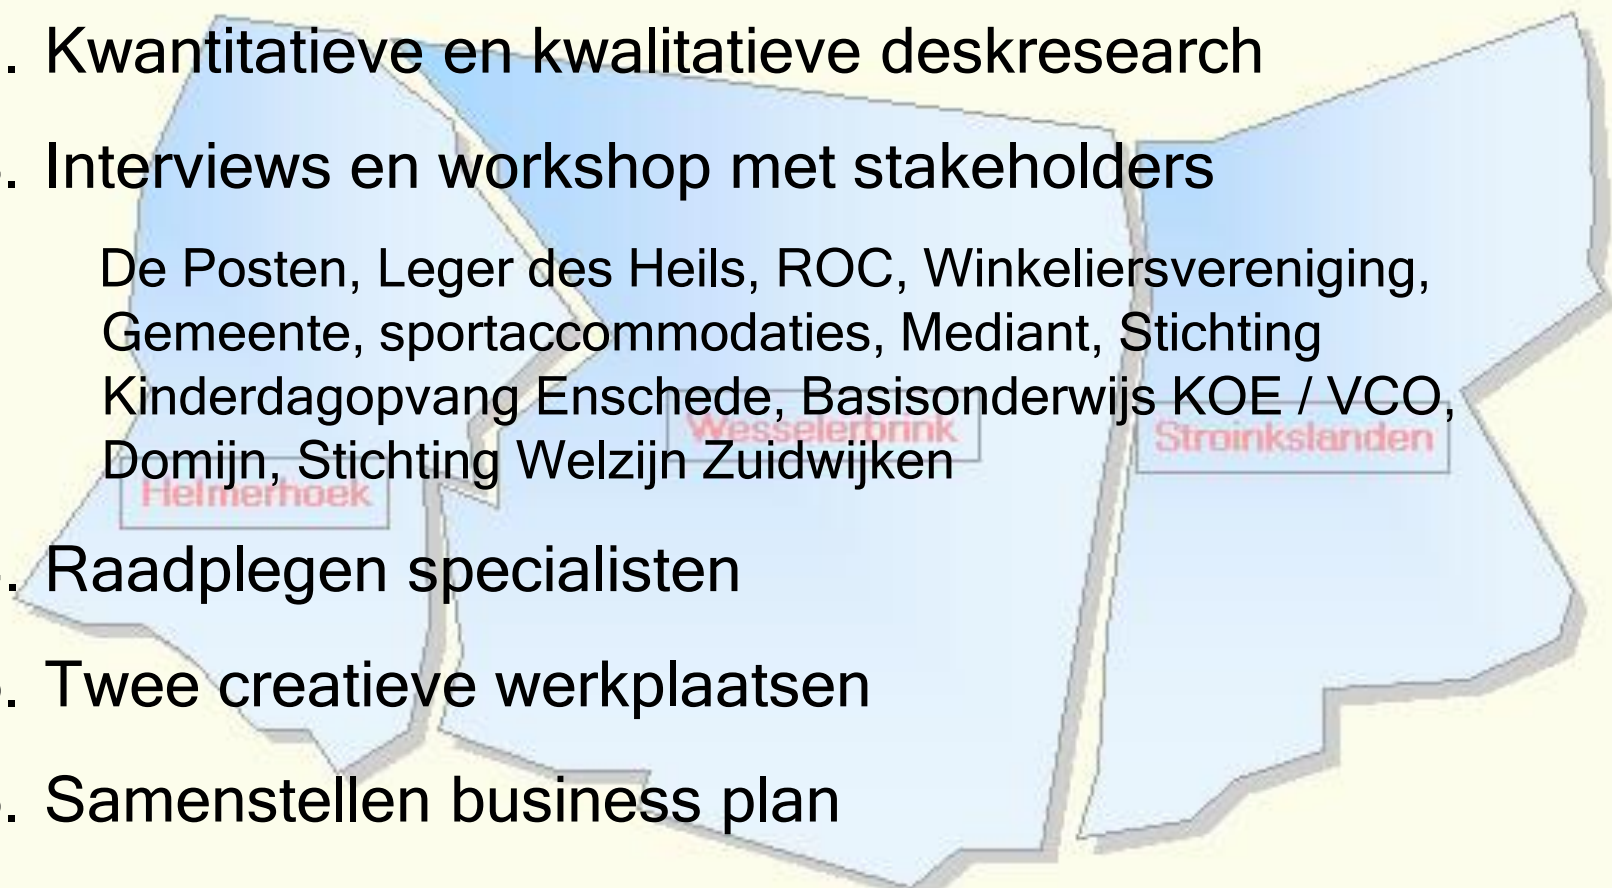 . Kwantitatieve en kwalitatieve deskresearch
. Interviews en workshop met stakeholders
De Posten, Leger des Heils, ROC, Winkeliersvereniging,
Gemeente, sportaccommodaties, Mediant, Stichting
Kinderdagopvang Enschede, Basisonderwijs KOE / VCO,
Domijn, Stichting Welzijn Zuidwijken
Wesselerbrink
Stroinkslanden
Helmerhoek
. Raadplegen specialisten
. Twee creatieve werkplaatsen
. Samenstellen business plan